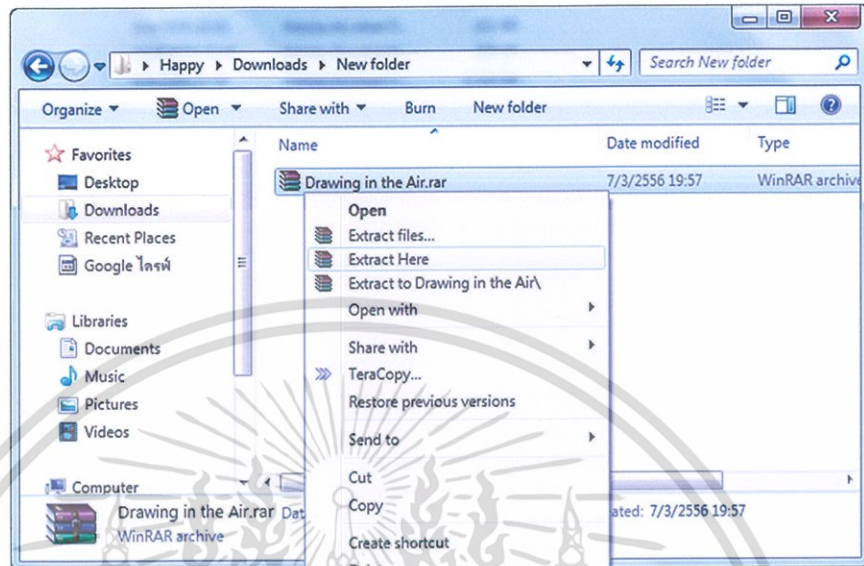 Happy Downloads New folder Search New folder
Organize Open Share with Burn New folder
Favorites
Desktop
Downloads
Recent Places
Google ไดรฟ์
Libraries
Documents
Music
Pictures
Videos
Computer
Name Date modified Type
Drawing in the Air.rar 7/3/2556 19:57 WinRAR archive
Open
Extract files...
Extract Here
Extract to Drawing in the Air\
Open with
Share with
TeraCopy...
Restore previous versions
Send to
Cut
Copy
Create shortcut
Drawing in the Air.rar Dat ated: 7/3/2556 19:57
WinRAR archive